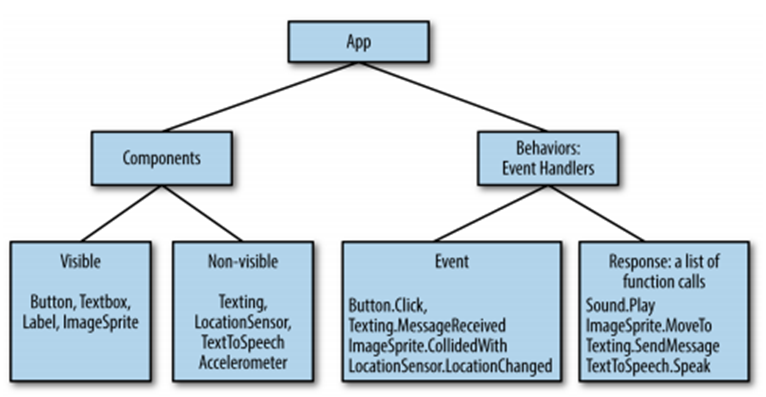 App
Components
Behaviors:
Event Handlers
Visible
Button, Textbox,
Label, ImageSprite
Non-visible
Texting,
LocationSensor,
TextToSpeech
Accelerometer
Event
Button.Click,
Texting.MessageReceived
ImageSprite.CollidedWith
LocationSensor.LocationChanged
Response: a list of
function calls
Sound.Play
ImageSprite.MoveTo
Texting.SendMessage
TextToSpeech.Speak